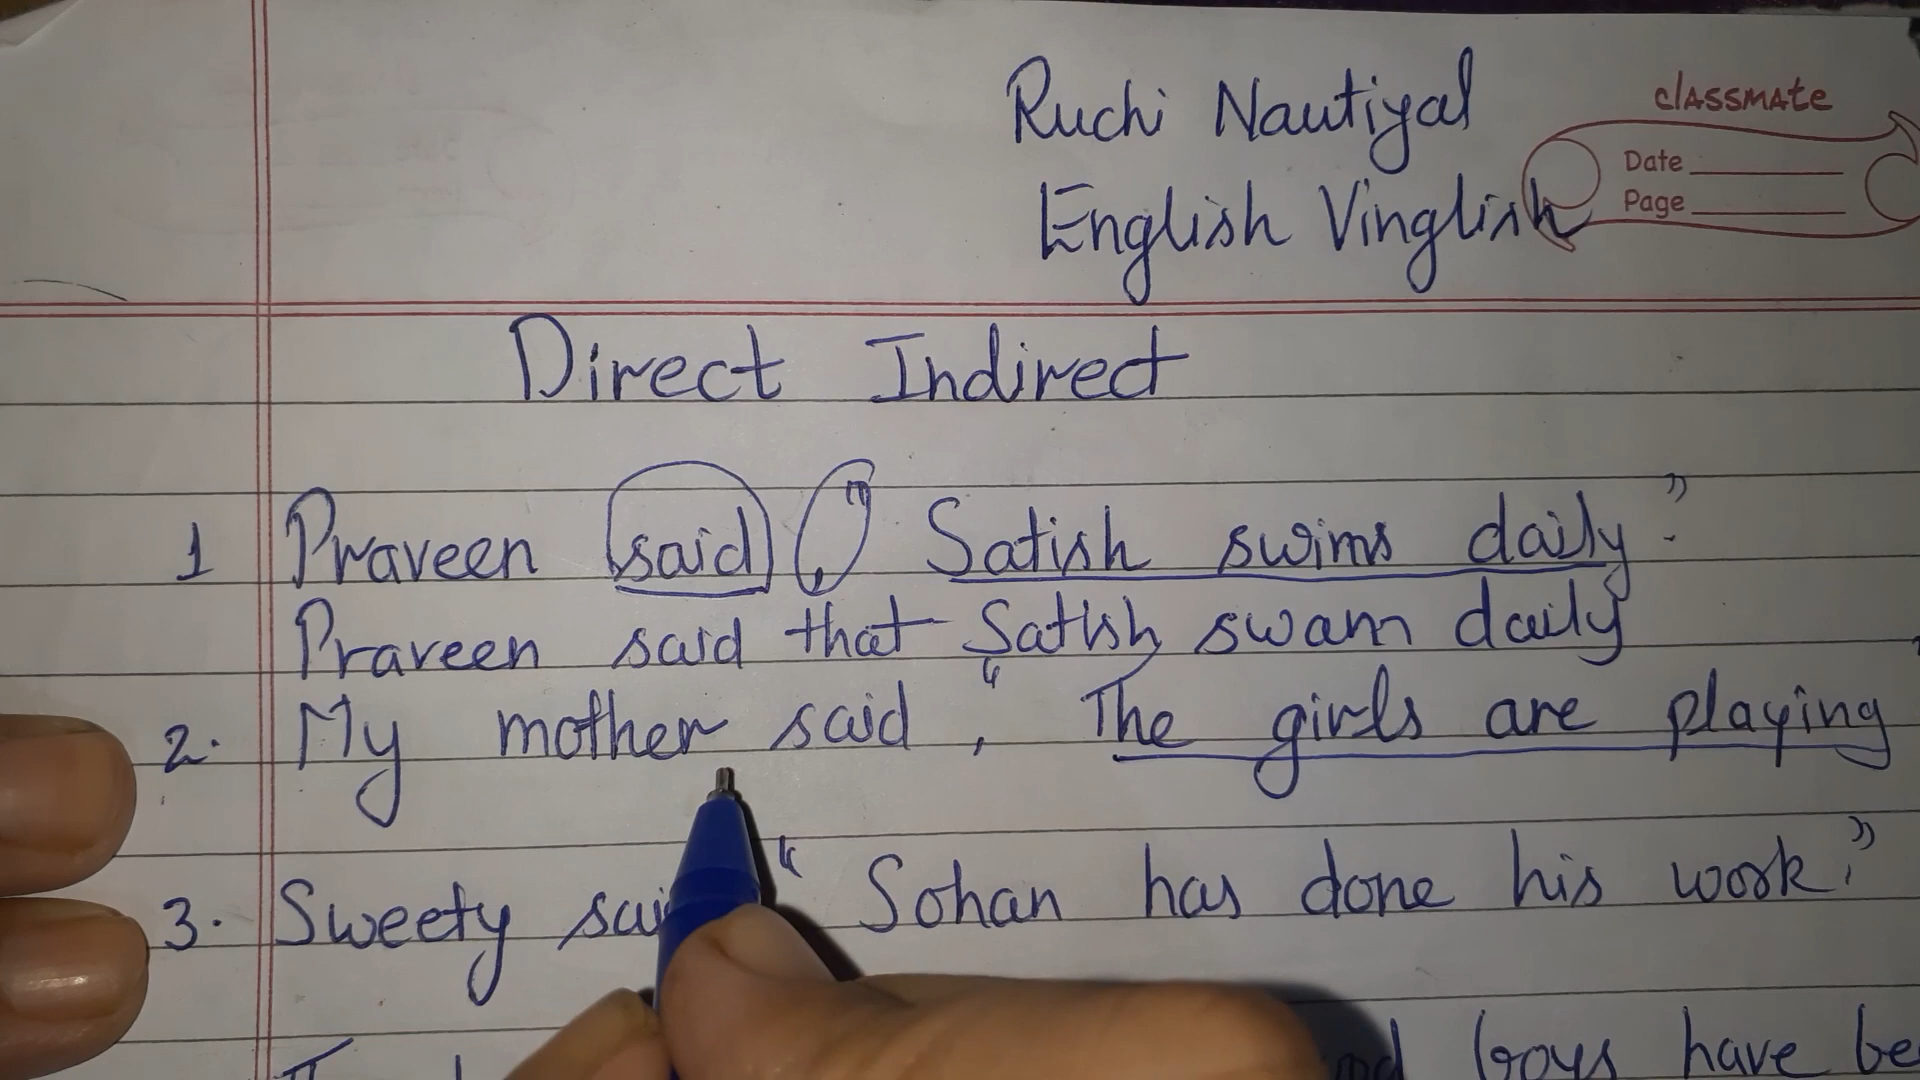 Ruchi Nautiyal
classmate
Date
Page
English Vinglish
Direct Indirect
1 Praveen said , " Satish swims daily . "
Praveen said that Satish swam daily
2. My mother said , " The girls are playing
3. Sweety sai " Sohan has done his work . "
boys have be